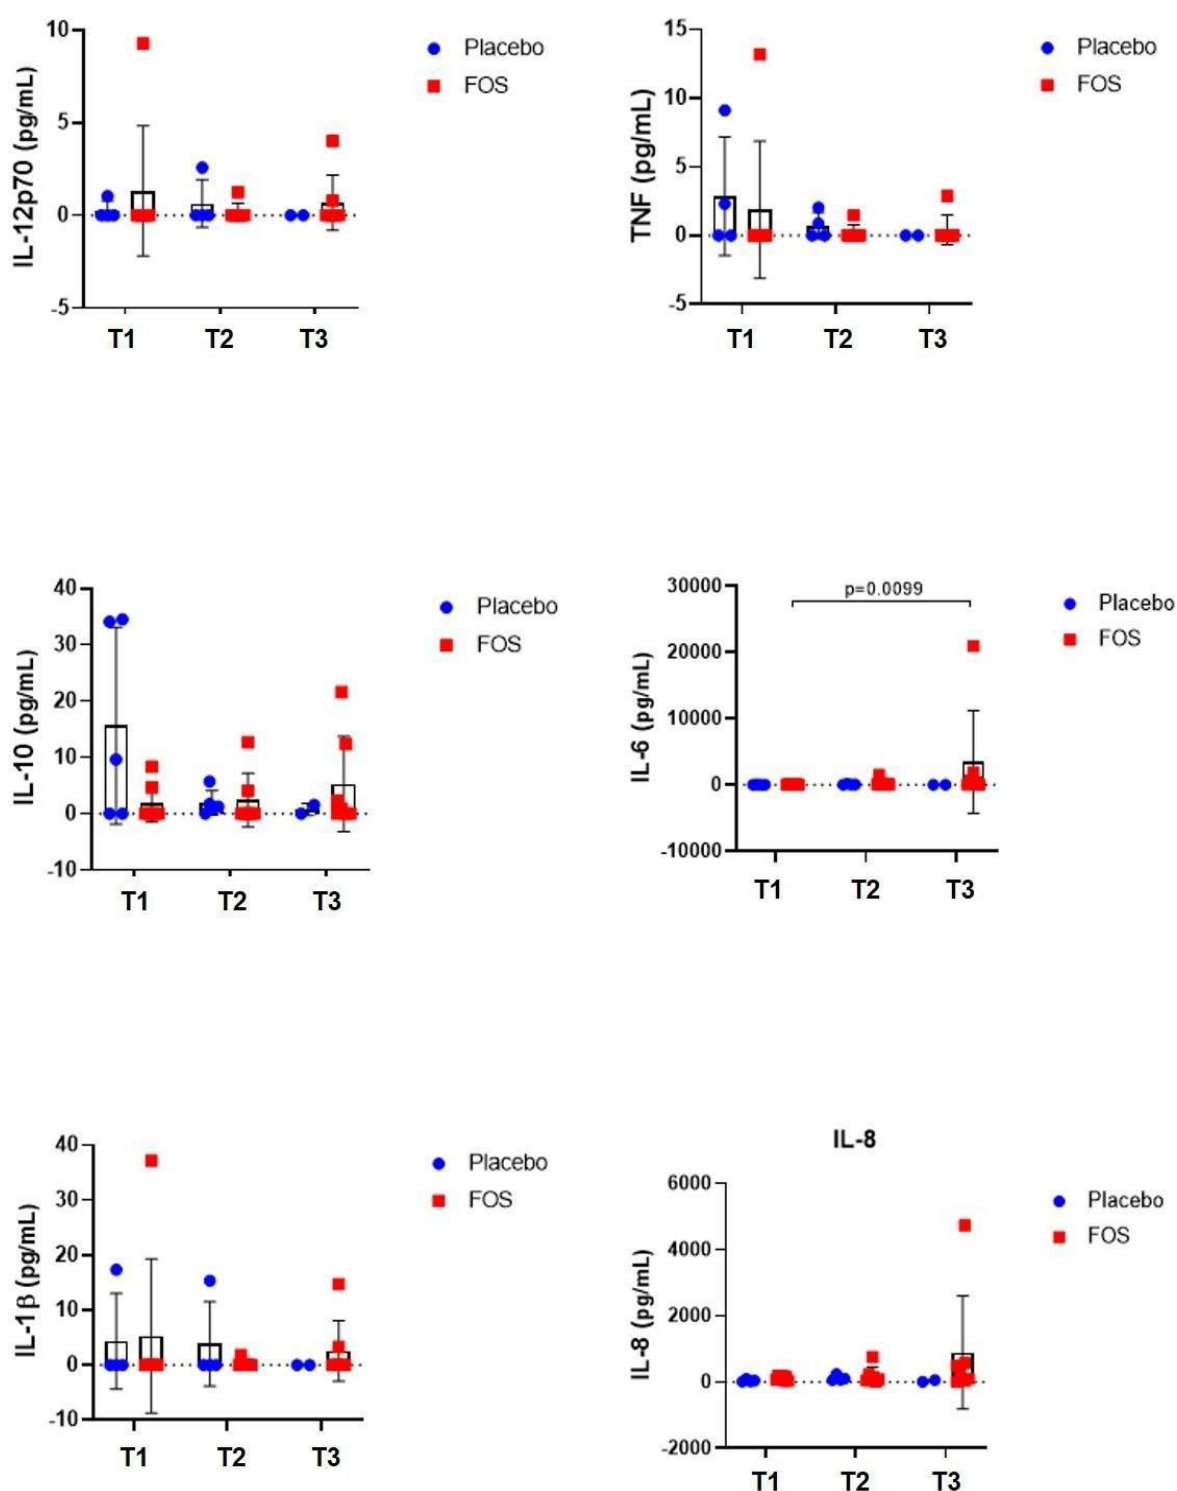 IL-12p70 (pg/mL)
10
5
0
-5
T1 T2 T3
Placebo
FOS
TNF (pg/mL)
15
10
5
0
-5
T1 T2 T3
Placebo
FOS
IL-10 (pg/mL)
40
30
20
10
0
-10
T1 T2 T3
Placebo
FOS
IL-6 (pg/mL)
30000
20000
10000
0
-10000
p=0.0099
T1 T2 T3
Placebo
FOS
IL-1β (pg/mL)
40
30
20
10
0
-10
T1 T2 T3
Placebo
FOS
IL-8
IL-8 (pg/mL)
6000
4000
2000
0
-2000
T1 T2 T3
Placebo
FOS